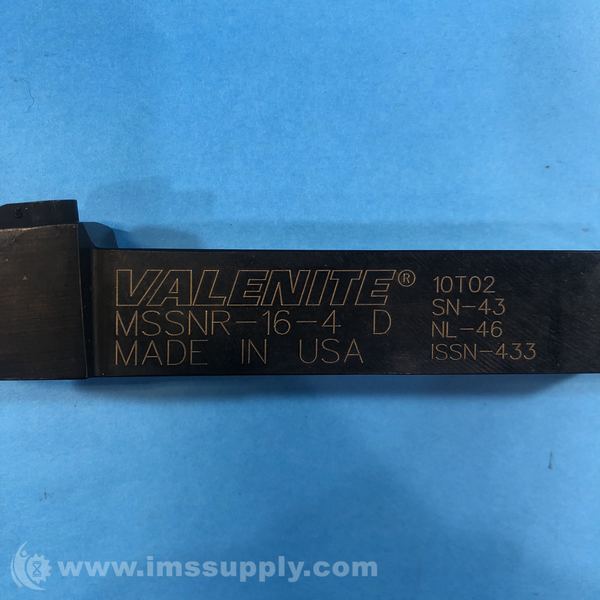 VALENITE®
MSSNR-16-4 D
MADE IN USA
10T02
SN-43
NL-46
ISSN-433
www.imssupply.com